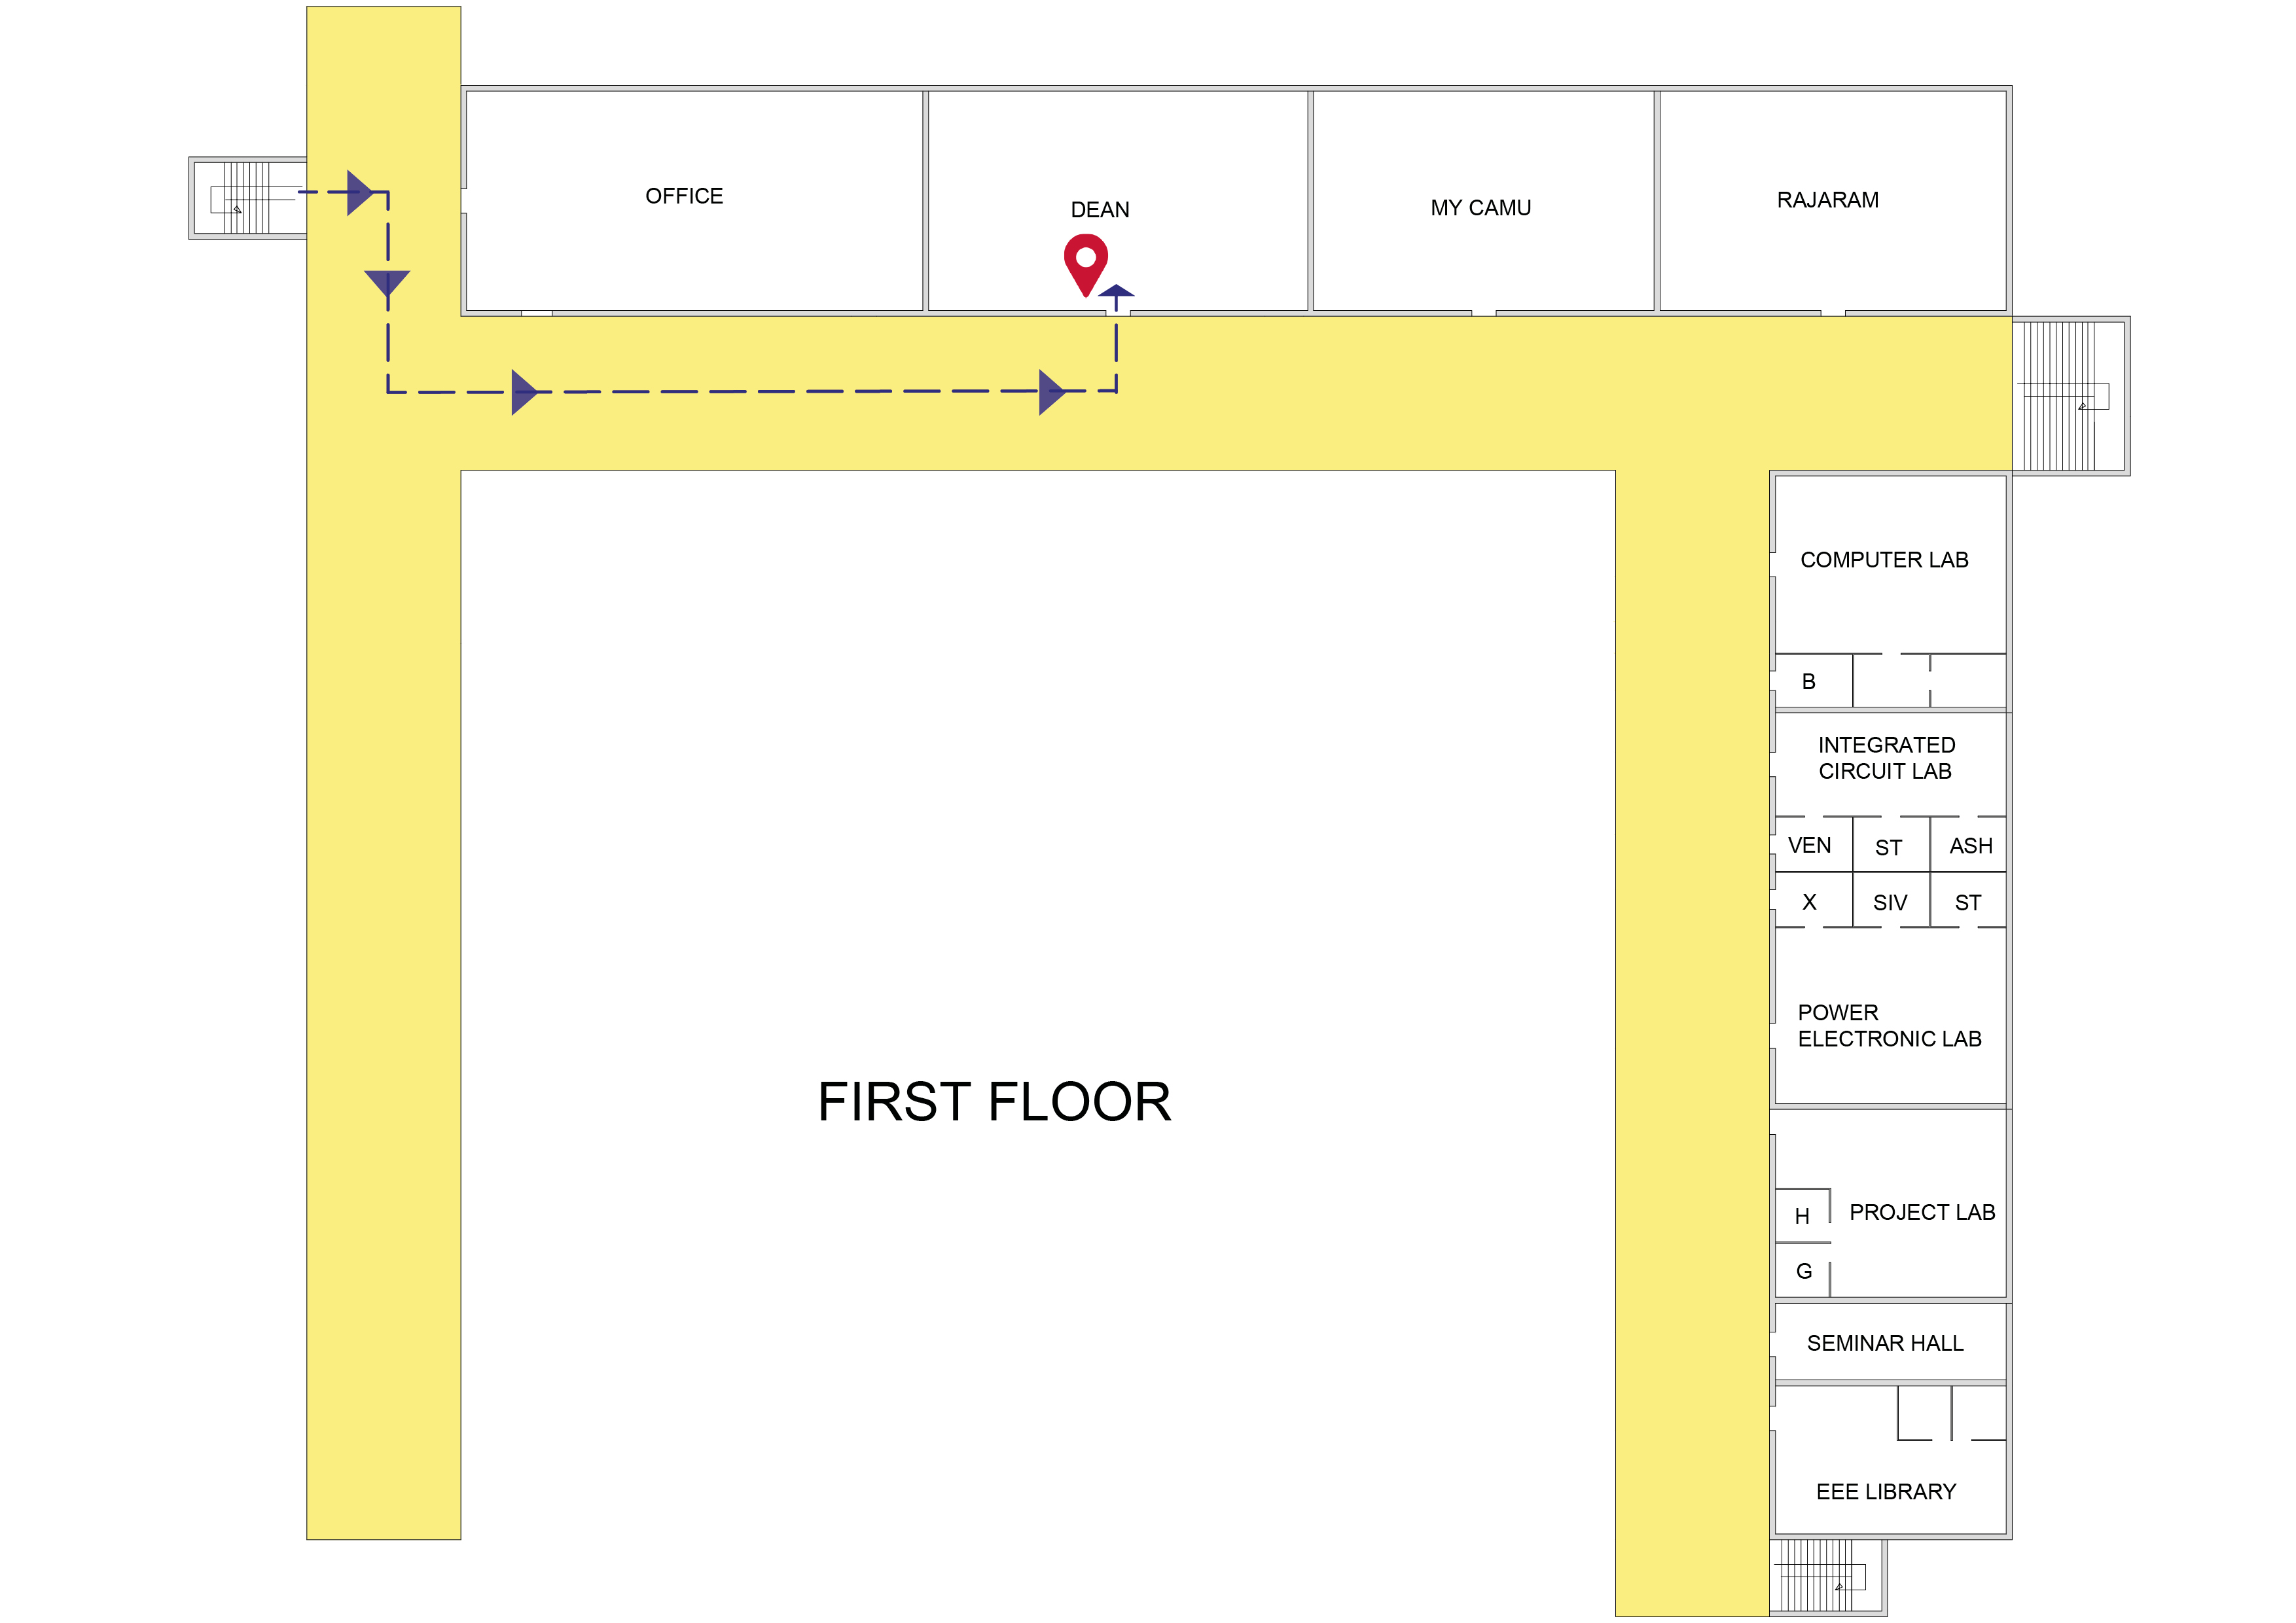 OFFICE
DEAN
MY CAMU
RAJARAM
COMPUTER LAB
B
INTEGRATED
CIRCUIT LAB
VEN
ST
ASH
X
SIV
ST
POWER
ELECTRONIC LAB
FIRST FLOOR
H
PROJECT LAB
G
SEMINAR HALL
EEE LIBRARY